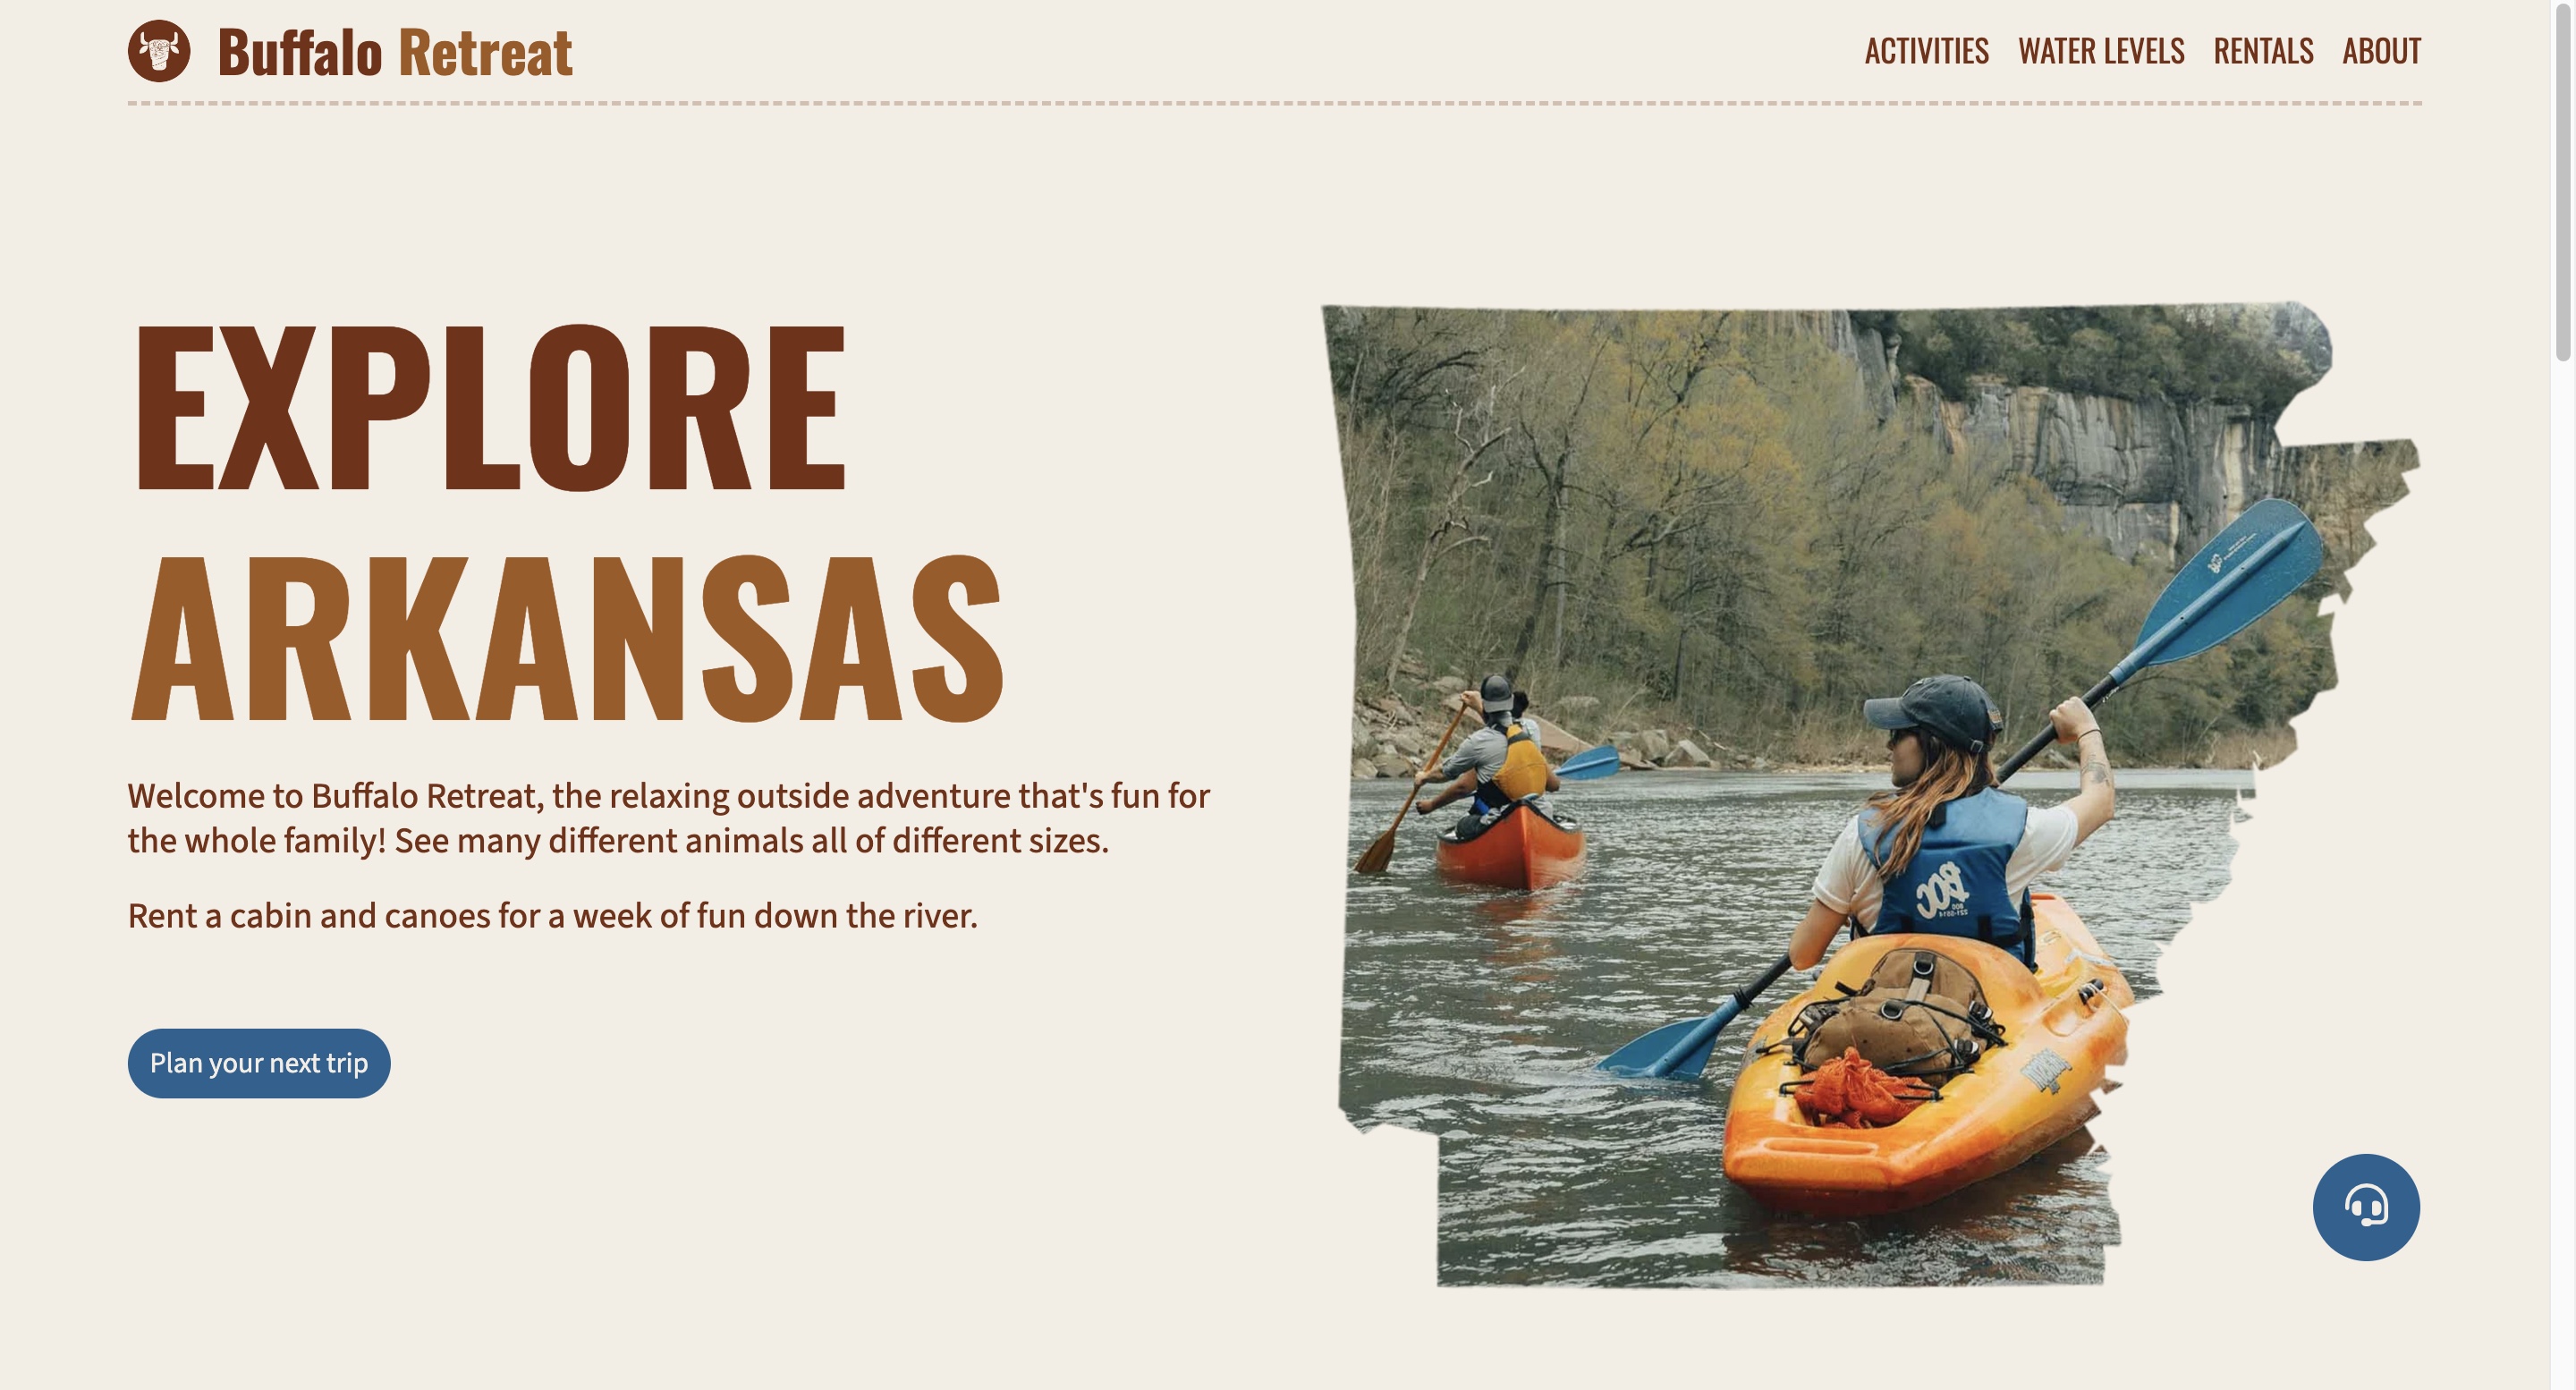 Buffalo Retreat
ACTIVITIES WATER LEVELS RENTALS ABOUT
EXPLORE
ARKANSAS
Welcome to Buffalo Retreat, the relaxing outside adventure that's fun for
the whole family! See many different animals all of different sizes.
Rent a cabin and canoes for a week of fun down the river.
Plan your next trip
BOC